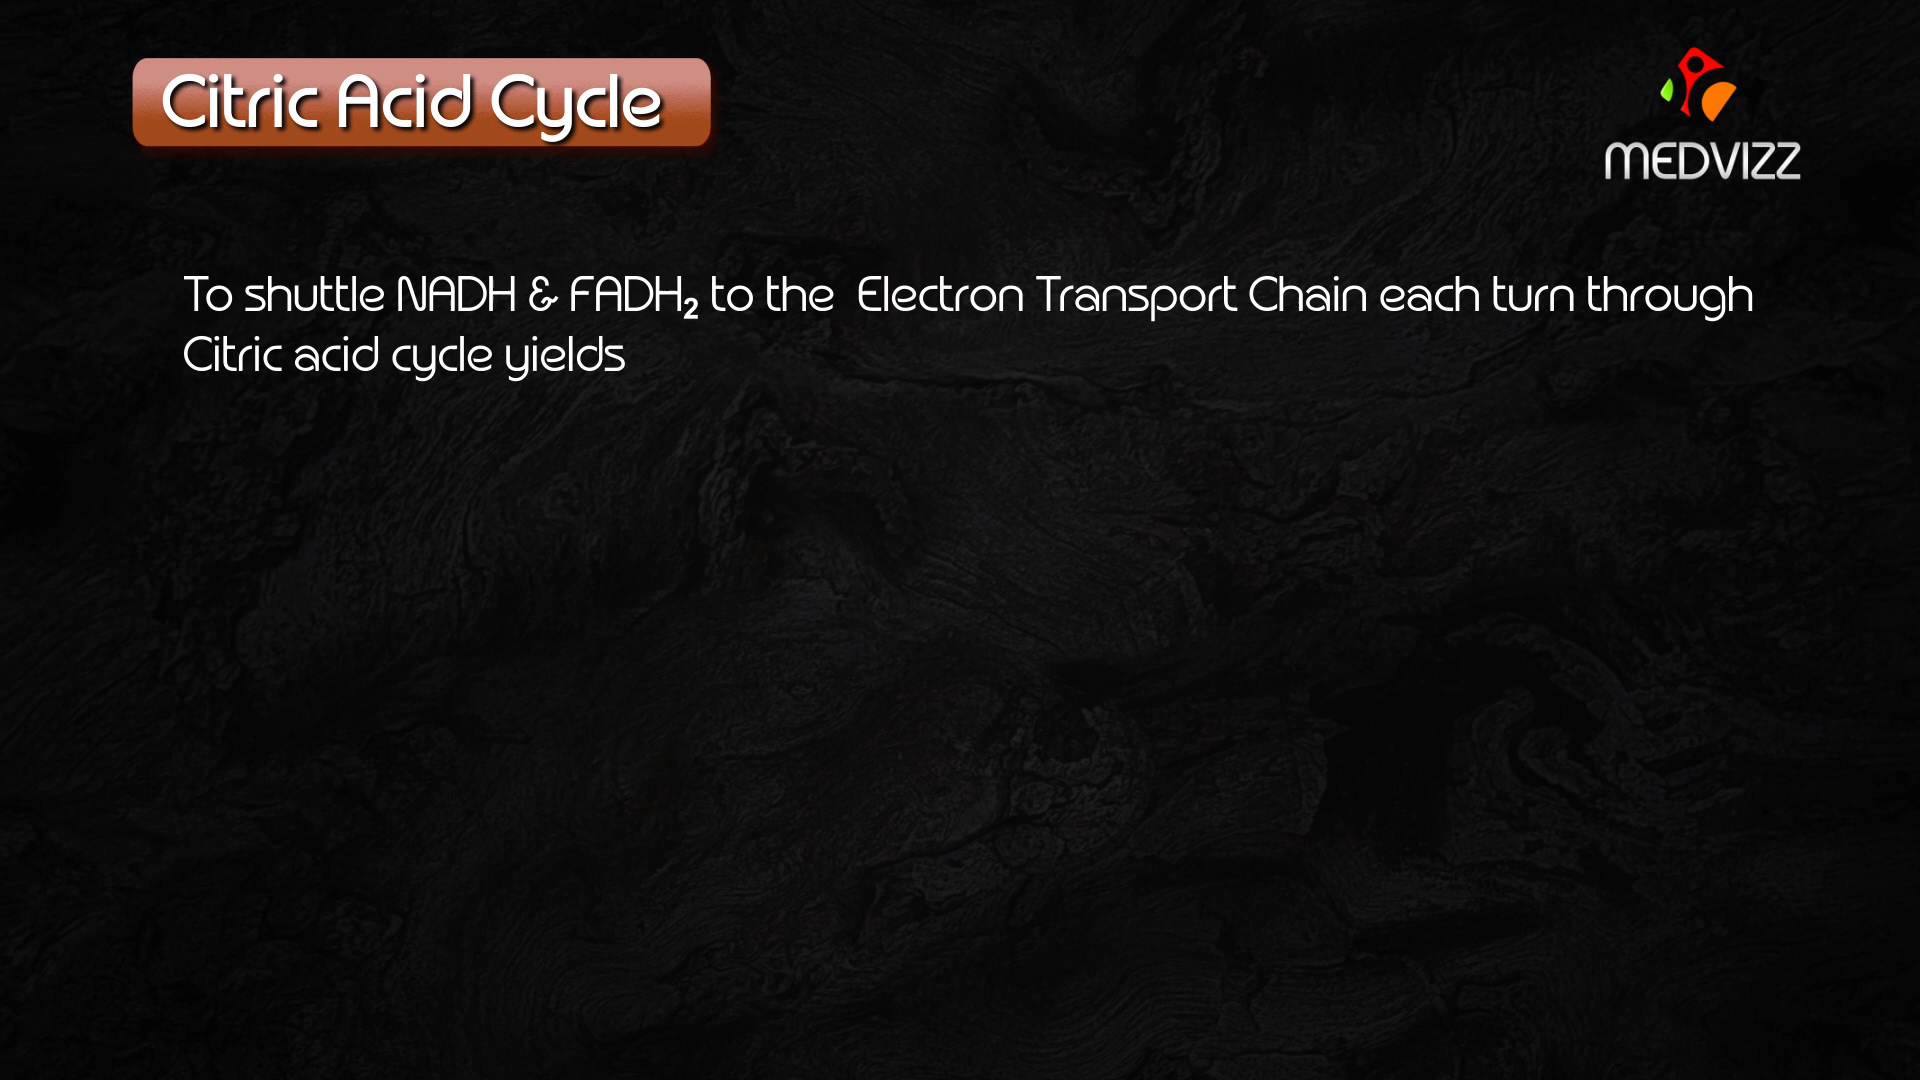 Citric Acid Cycle
MEDVIZZ
To shuttle NADH & FADH₂ to the  Electron Transport Chain each turn through
Citric acid cycle yields